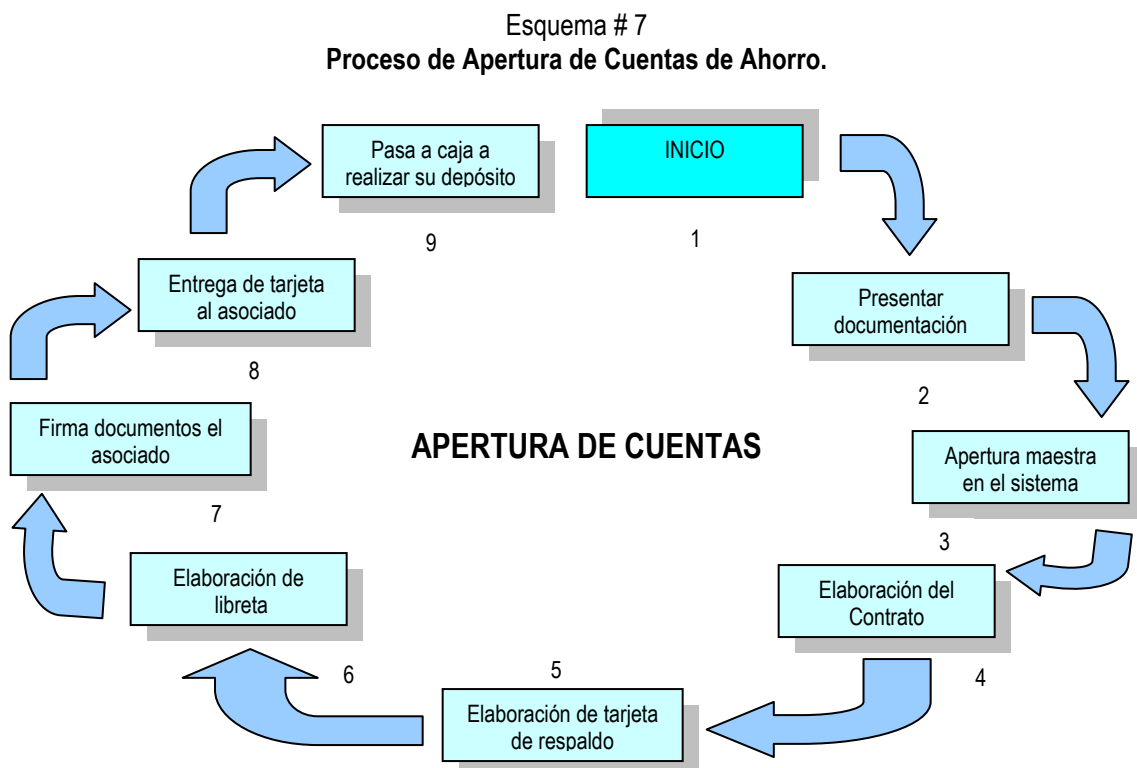 Esquema # 7
Proceso de Apertura de Cuentas de Ahorro.
INICIO
1
Presentar
documentación
2
Apertura maestra
en el sistema
3
Elaboración del
Contrato
4
Elaboración de tarjeta
de respaldo
5
Elaboración de
libreta
6
Firma documentos el
asociado
7
Entrega de tarjeta
al asociado
8
Pasa a caja a
realizar su depósito
9
APERTURA DE CUENTAS